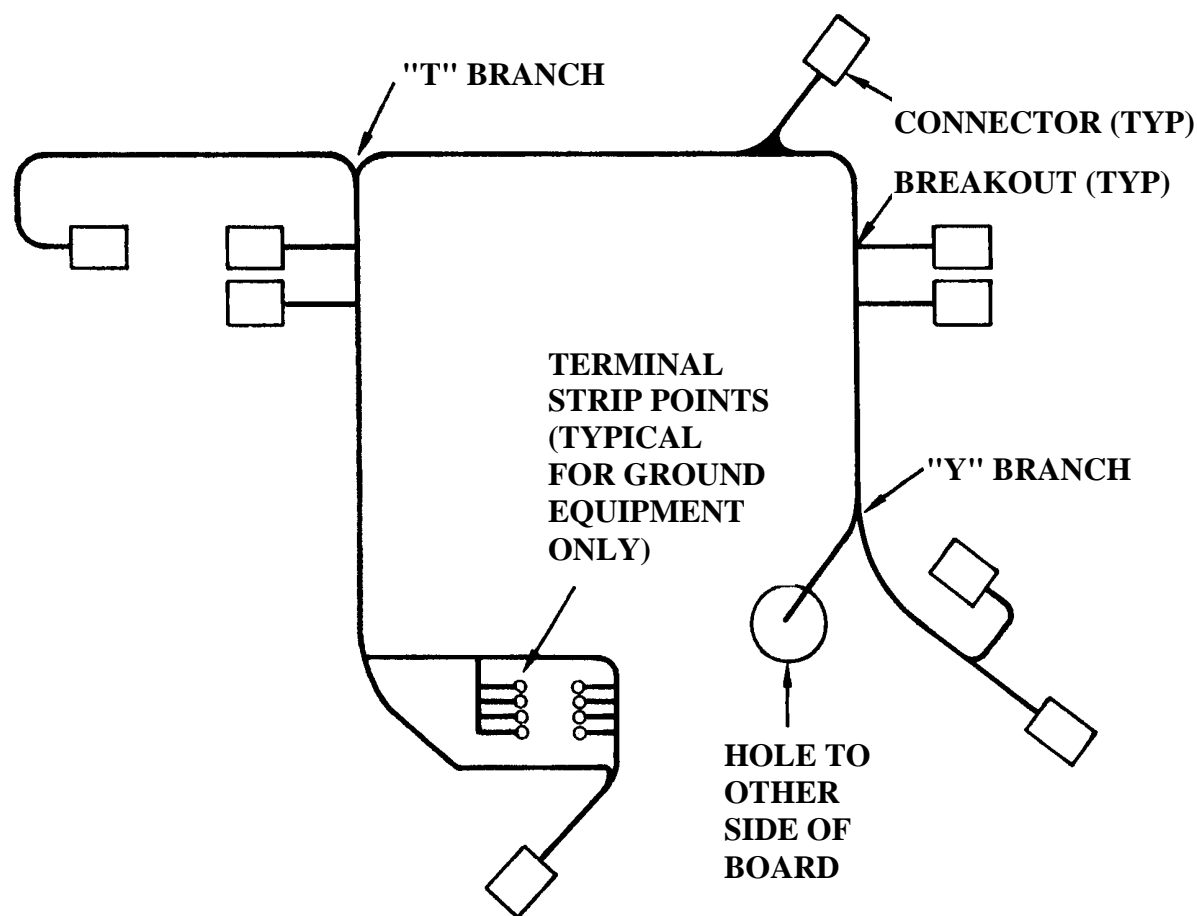 "T" BRANCH
CONNECTOR (TYP)
BREAKOUT (TYP)
TERMINAL
STRIP POINTS
(TYPICAL
FOR GROUND
EQUIPMENT
ONLY)
"Y" BRANCH
HOLE TO
OTHER
SIDE OF
BOARD